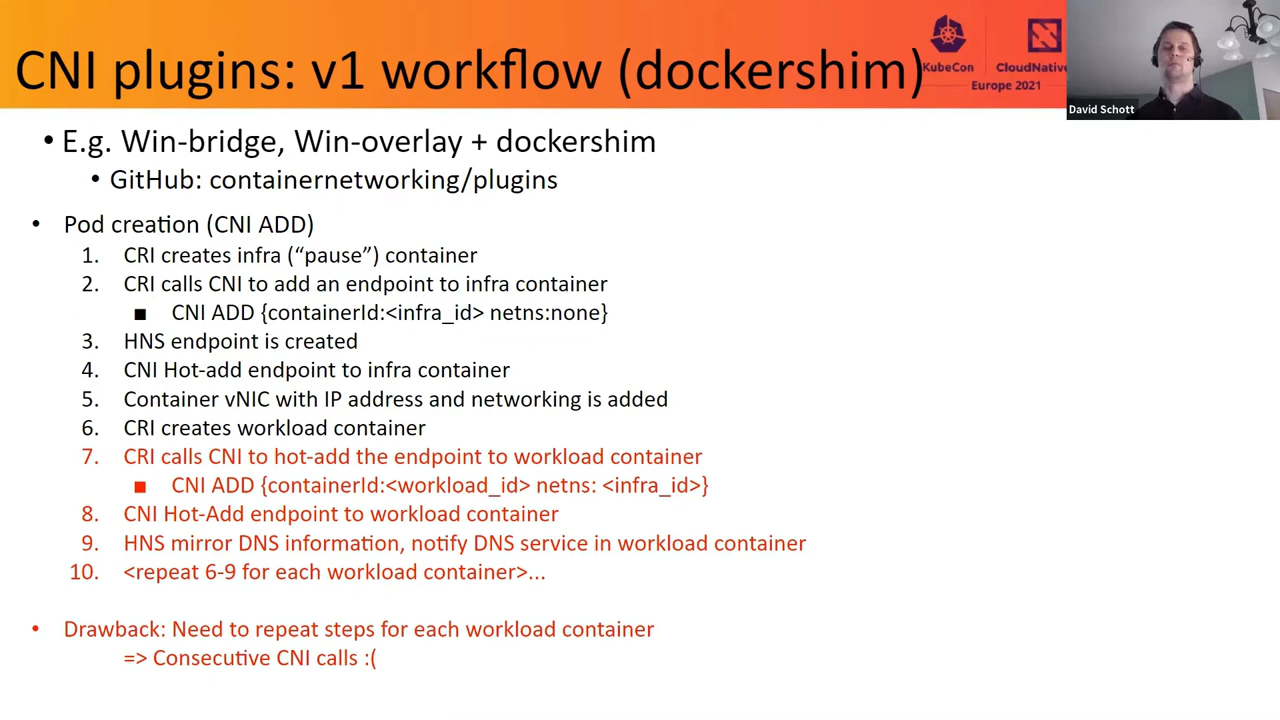 CNI plugins: v1 workflow (dockershim)
KubeCon
CloudNative
Europe 2021
David Schott
• E.g. Win-bridge, Win-overlay + dockershim
• GitHub: containernetworking/plugins
• Pod creation (CNI ADD)
1. CRI creates infra (“pause”) container
2. CRI calls CNI to add an endpoint to infra container
■ CNI ADD {containerId:<infra_id> netns:none}
3. HNS endpoint is created
4. CNI Hot-add endpoint to infra container
5. Container vNIC with IP address and networking is added
6. CRI creates workload container
7. CRI calls CNI to hot-add the endpoint to workload container
■ CNI ADD {containerId:<workload_id> netns: <infra_id>}
8. CNI Hot-Add endpoint to workload container
9. HNS mirror DNS information, notify DNS service in workload container
10. <repeat 6-9 for each workload container>...
• Drawback: Need to repeat steps for each workload container
=> Consecutive CNI calls :(